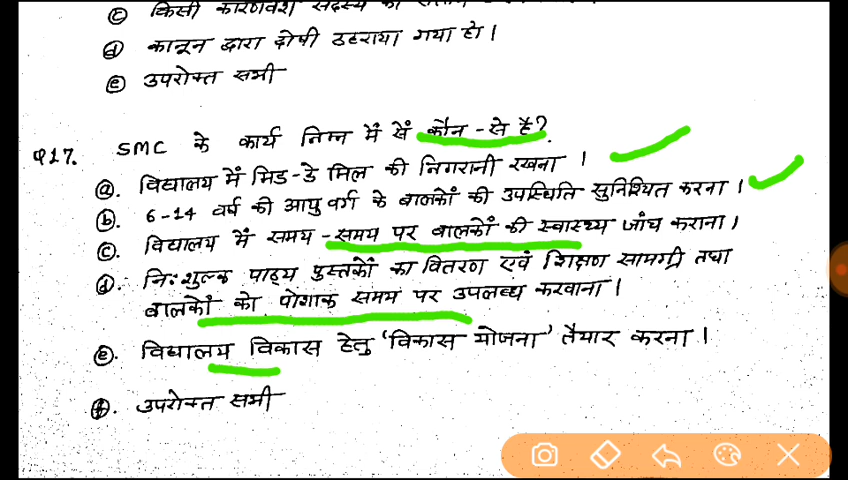 ⓒ किसी कारणवश सदस्य
ⓓ कानून द्वारा दोषी ठहराया गया हो।
ⓔ उपरोक्त सभी
Q17. SMC के कार्य निम्न में सें कौन-से है?
ⓐ. विद्यालय में मिड-डे मिल की निगरानी रखना ।
ⓑ. 6-14 वर्ष की आयु वर्ग के बालकों की उपस्थिति सुनिश्यित करना ।
ⓒ. विद्यालय में समय-समय पर बालकों की स्वास्थ्य जाँच कराना ।
ⓓ. निःशुल्क पाठ्य पुस्तकों का वितरण एवं शिक्षण सामग्री तथा
बालकों को पोशाक समय पर उपलब्ध करवाना ।
ⓔ. विद्यालय विकास हेतु 'विकास योजना' तैयार करना ।
ⓕ. उपरोक्त सभी